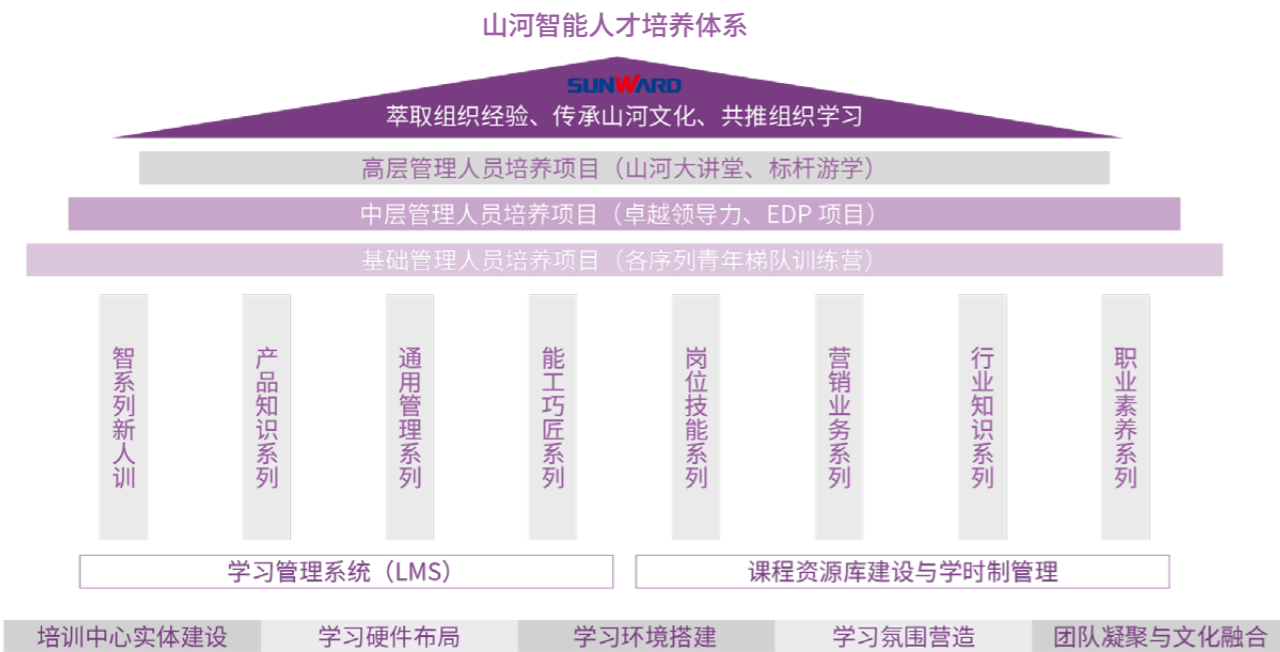 山河智能人才培养体系
SUNWARD
萃取组织经验、传承山河文化、共推组织学习
高层管理人员培养项目（山河大讲堂、标杆游学）
中层管理人员培养项目（卓越领导力、EDP 项目）
基础管理人员培养项目（各序列青年梯队训练营）
智系列新人训
产品知识系列
通用管理系列
能工巧匠系列
岗位技能系列
营销业务系列
行业知识系列
职业素养系列
学习管理系统（LMS）
课程资源库建设与学时制管理
培训中心实体建设
学习硬件布局
学习环境搭建
学习氛围营造
团队凝聚与文化融合